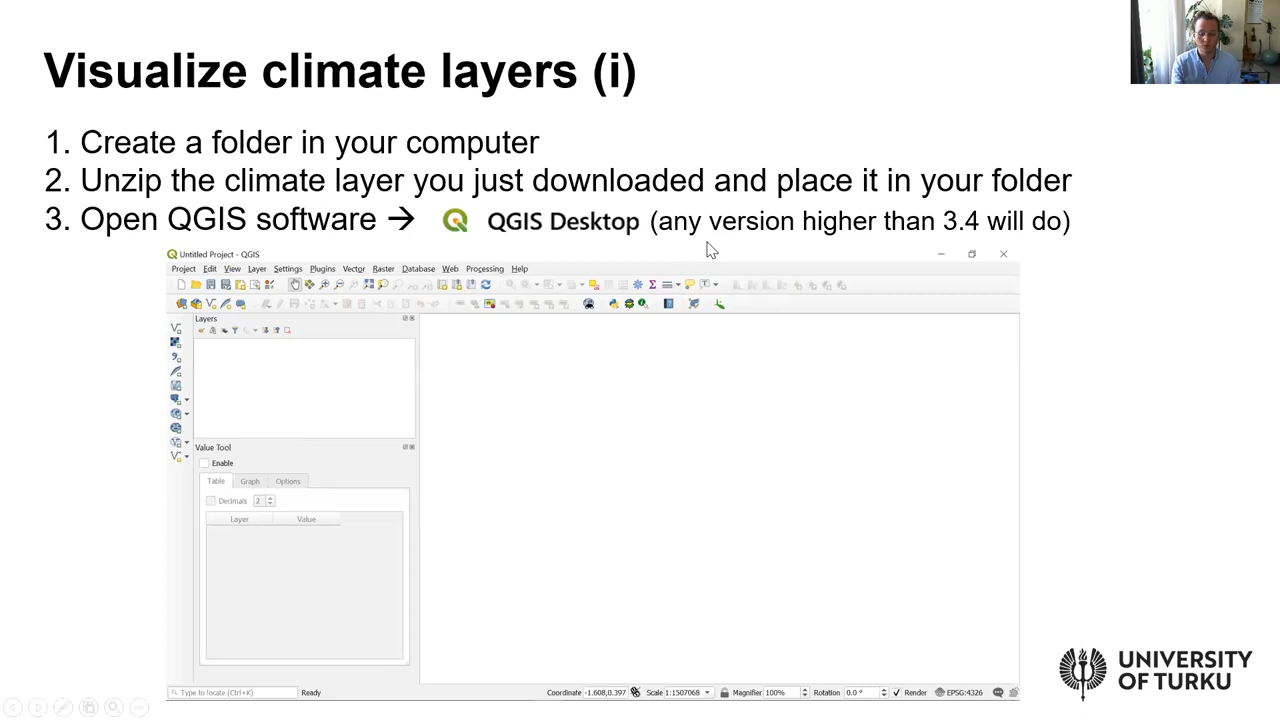 Visualize climate layers (i)
1. Create a folder in your computer
2. Unzip the climate layer you just downloaded and place it in your folder
3. Open QGIS software → QGIS Desktop (any version higher than 3.4 will do)
Untitled Project - QGIS
Project Edit View Layer Settings Plugins Vector Raster Database Web Processing Help
Layers
Value Tool
Enable
Table Graph Options
Decimals 2
Layer Value
Type to locate (Ctrl+K) Ready Coordinate -1.608,0.397 Scale 1:1507068 Magnifier 100% Rotation 0.0 ° Render EPSG:4326
UNIVERSITY
OF TURKU